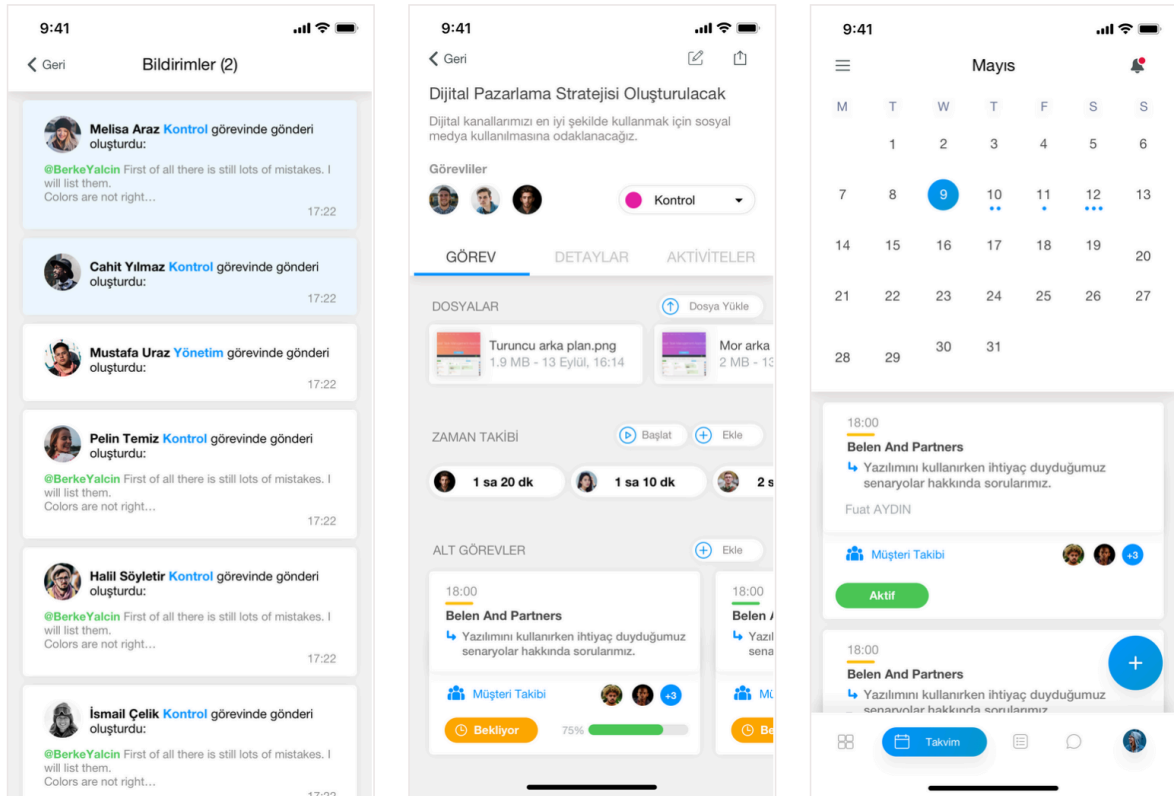 9:41
Geri
Bildirimler (2)
Melisa Araz Kontrol görevinde gönderi
oluşturdu:
@BerkeYalcin First of all there is still lots of mistakes. I
will list them.
Colors are not right…
17:22
Cahit Yılmaz Kontrol görevinde gönderi
oluşturdu:
17:22
Mustafa Uraz Yönetim görevinde gönderi
oluşturdu:
17:22
Pelin Temiz Kontrol görevinde gönderi
oluşturdu:
@BerkeYalcin First of all there is still lots of mistakes. I
will list them.
Colors are not right…
17:22
Halil Söyletir Kontrol görevinde gönderi
oluşturdu:
@BerkeYalcin First of all there is still lots of mistakes. I
will list them.
Colors are not right…
17:22
İsmail Çelik Kontrol görevinde gönderi
oluşturdu:
@BerkeYalcin First of all there is still lots of mistakes. I
will list them.
Colors are not right…
17:22
9:41
Geri
Dijital Pazarlama Stratejisi Oluşturulacak
Dijital kanallarımızı en iyi şekilde kullanmak için sosyal
medya kullanılmasına odaklanacağız.
Görevliler
Kontrol
GÖREV DETAYLAR AKTİVİTELER
DOSYALAR Dosya Yükle
Turuncu arka plan.png
1.9 MB - 13 Eylül, 16:14
Mor arka
2 MB - 13
ZAMAN TAKİBİ Başlat Ekle
1 sa 20 dk 1 sa 10 dk 2 s
ALT GÖREVLER Ekle
18:00
Belen And Partners
Yazılımını kullanırken ihtiyaç duyduğumuz
senaryolar hakkında sorularımız.
Müşteri Takibi +3
Bekliyor 75%
18:00
Belen A
Yazıl
sena
Mü
Be
9:41
Mayıs
M T W T F S S
1 2 3 4 5 6
7 8 9 10 11 12 13
14 15 16 17 18 19 20
21 22 23 24 25 26 27
28 29 30 31
18:00
Belen And Partners
Yazılımını kullanırken ihtiyaç duyduğumuz
senaryolar hakkında sorularımız.
Fuat AYDIN
Müşteri Takibi +3
Aktif
18:00
Belen And Partners
Yazılımını kullanırken ihtiyaç duyduğumuz
senaryolar hakkında sorularımız.
+
Takvim